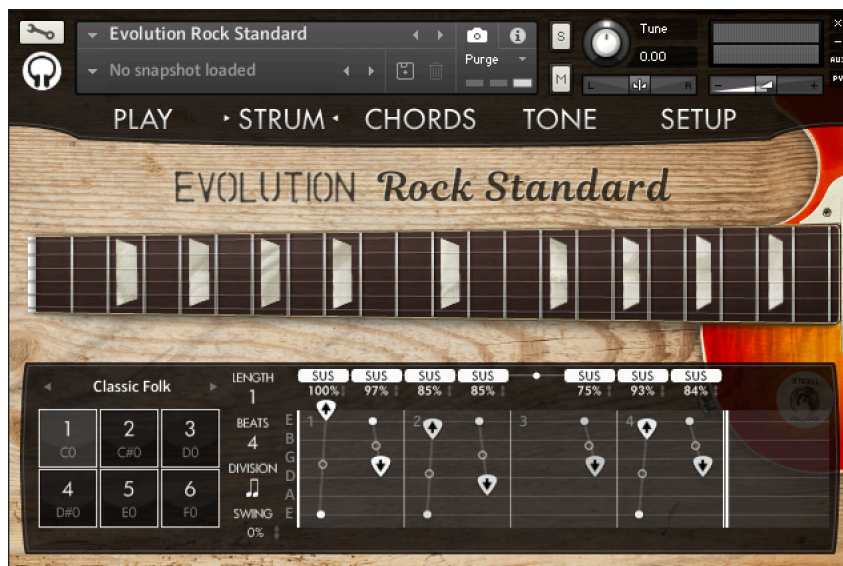 Evolution Rock Standard
No snapshot loaded
Purge
S
M
Tune
0.00
L R
- +
AUX
PV
PLAY STRUM CHORDS TONE SETUP
EVOLUTION Rock Standard
Classic Folk
1 C0
2 C#0
3 D0
4 D#0
5 E0
6 F0
LENGTH
1
BEATS
4
DIVISION
SWING
0%
SUS SUS SUS SUS SUS SUS SUS
100% 97% 85% 85% 75% 93% 84%
1 2 3 4
E
B
G
D
A
E